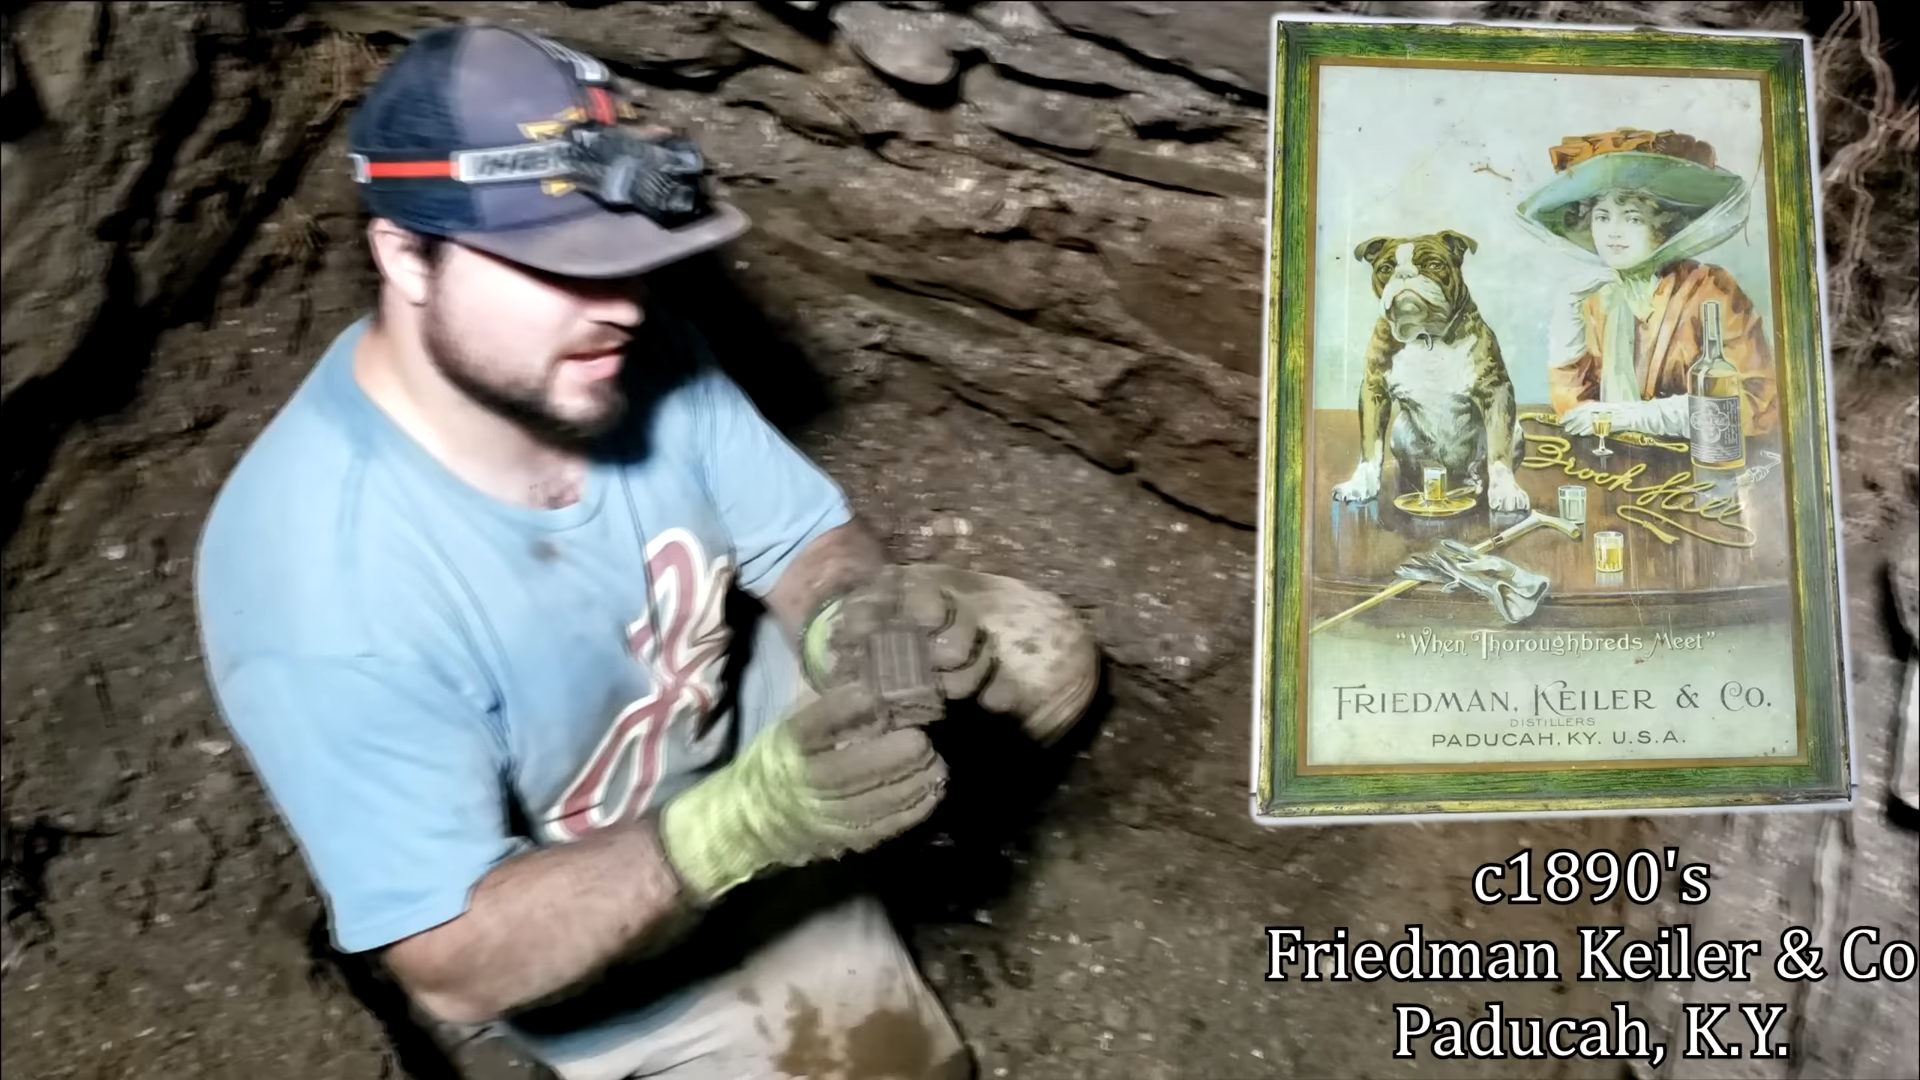 Brook Hill
"When Thoroughbreds Meet"
FRIEDMAN, KEILER & CO.
DISTILLERS
PADUCAH, KY. U.S.A.
c1890's
Friedman Keiler & Co
Paducah, K.Y.